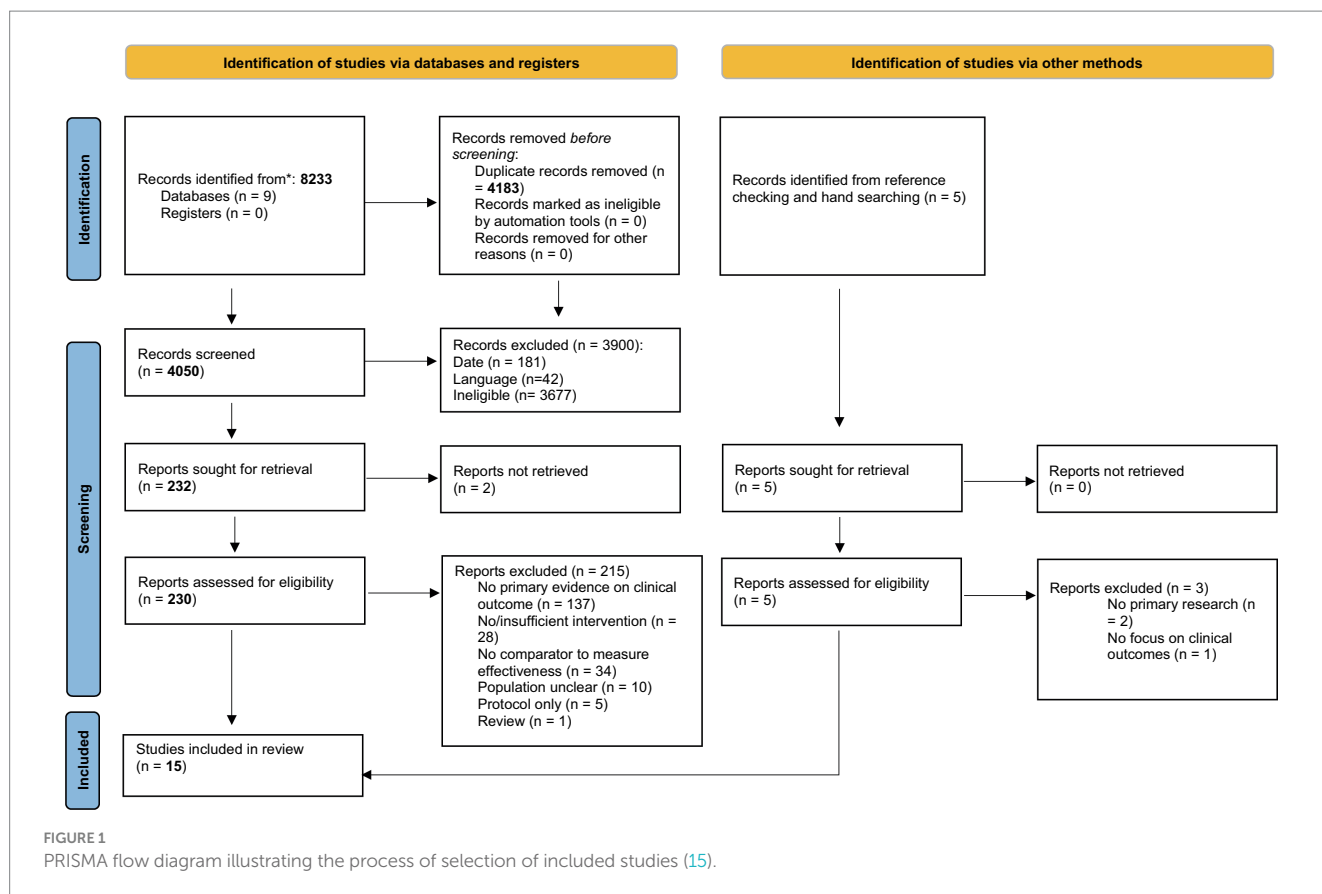 Identification of studies via databases and registers
Identification of studies via other methods
Identification
Records identified from*: 8233
Databases (n = 9)
Registers (n = 0)
Records removed before
screening:
Duplicate records removed (n
= 4183)
Records marked as ineligible
by automation tools (n = 0)
Records removed for other
reasons (n = 0)
Records identified from reference
checking and hand searching (n = 5)
Screening
Records screened
(n = 4050)
Records excluded (n = 3900):
Date (n = 181)
Language (n=42)
Ineligible (n= 3677)
Reports sought for retrieval
(n = 232)
Reports not retrieved
(n = 2)
Reports sought for retrieval
(n = 5)
Reports not retrieved
(n = 0)
Reports assessed for eligibility
(n = 230)
Reports excluded (n = 215)
No primary evidence on clinical
outcome (n = 137)
No/insufficient intervention (n =
28)
No comparator to measure
effectiveness (n = 34)
Population unclear (n = 10)
Protocol only (n = 5)
Review (n = 1)
Reports assessed for eligibility
(n = 5)
Reports excluded (n = 3)
No primary research (n
= 2)
No focus on clinical
outcomes (n = 1)
Included
Studies included in review
(n = 15)
FIGURE 1
PRISMA flow diagram illustrating the process of selection of included studies (15).